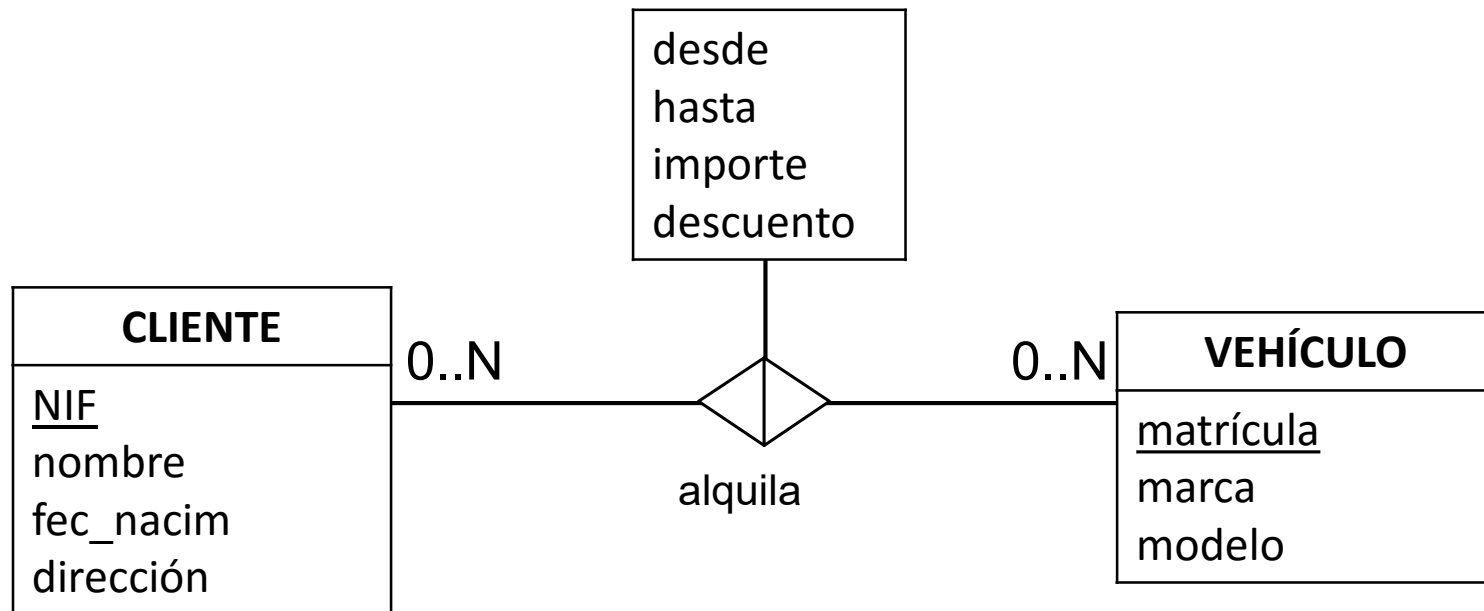 desde
hasta
importe
descuento
CLIENTE
NIF
nombre
fec_nacim
dirección
0..N
alquila
0..N
VEHÍCULO
matrícula
marca
modelo